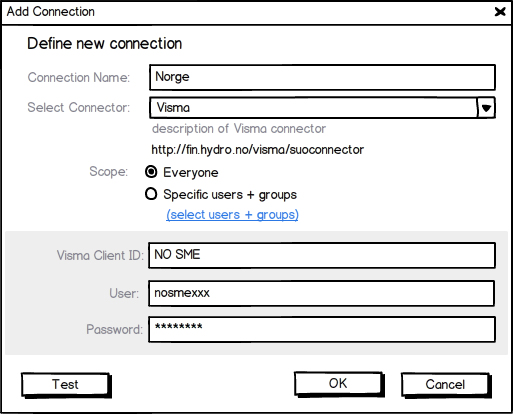 Add Connection
Define new connection
Connection Name: Norge
Select Connector: Visma
description of Visma connector
http://fin.hydro.no/visma/suoconnector
Scope: Everyone
Specific users + groups
(select users + groups)
Visma Client ID: NO SME
User: nosmexxx
Password: ********
Test OK Cancel